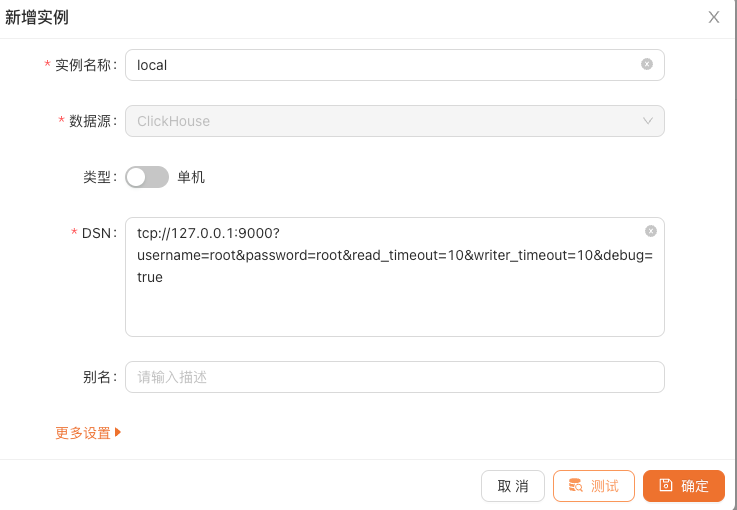 新增实例
* 实例名称: local
* 数据源: ClickHouse
类型: 单机
* DSN: tcp://127.0.0.1:9000?
username=root&password=root&read_timeout=10&writer_timeout=10&debug=
true
别名: 请输入描述
更多设置
取 消 测试 确定